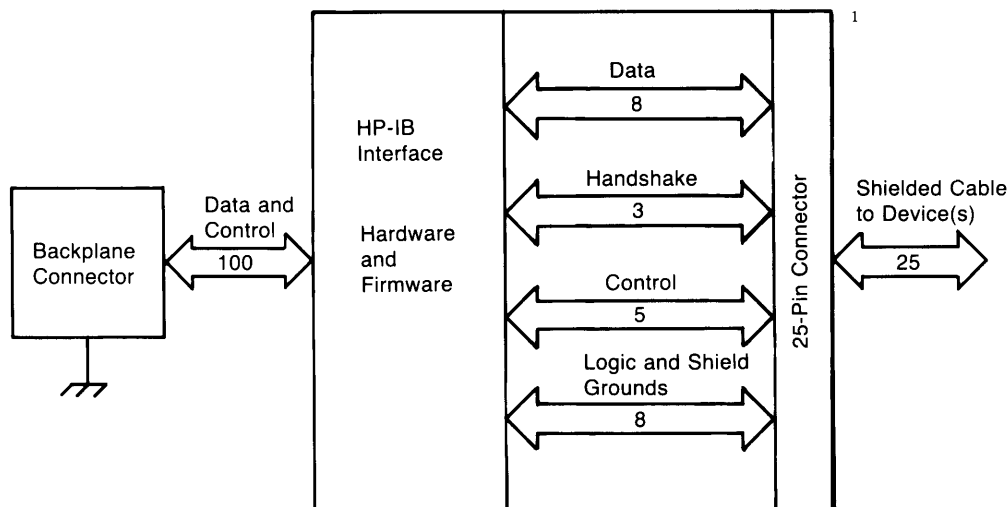 1
Data
8
HP-IB
Interface
Handshake
3
Shielded Cable
to Device(s)
Data and
Control
100
Backplane
Connector
Hardware
and
Firmware
25
Control
5
25-Pin Connector
Logic and Shield
Grounds
8